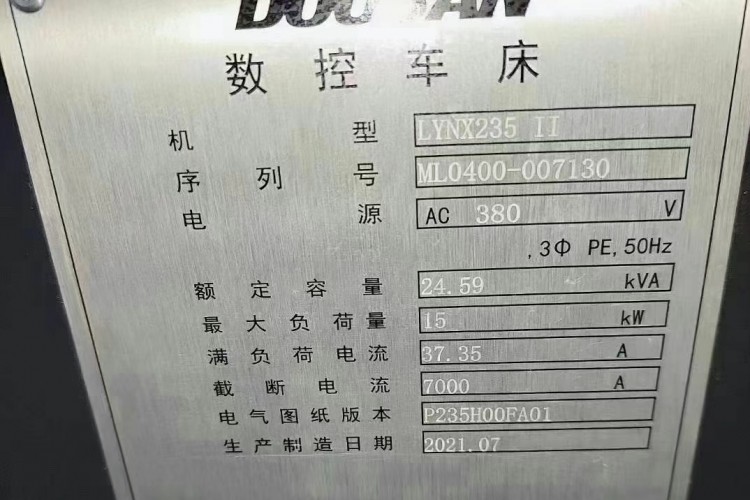 DOOSAN
数控车床
机型 LYNX235 II
序列号 ML0400-007130
电源 AC 380 V
,3Φ PE,50Hz
额定容量 24.59 kVA
最大负荷量 15 kW
满负荷电流 37.35 A
截断电流 7000 A
电气图纸版本 P235H00FA01
生产制造日期 2021.07